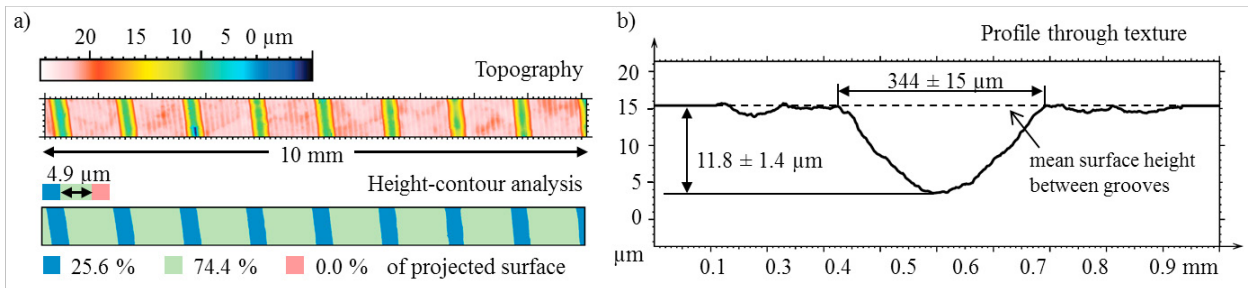 a)
20 15 10 5 0 µm
Topography
10 mm
4.9 µm
Height-contour analysis
25.6 % 74.4 % 0.0 % of projected surface
b)
Profile through texture
20
15
10
5
0
µm
344 ± 15 µm
11.8 ± 1.4 µm
mean surface height
between grooves
0.1 0.3 0.4 0.5 0.6 0.7 0.8 0.9 mm